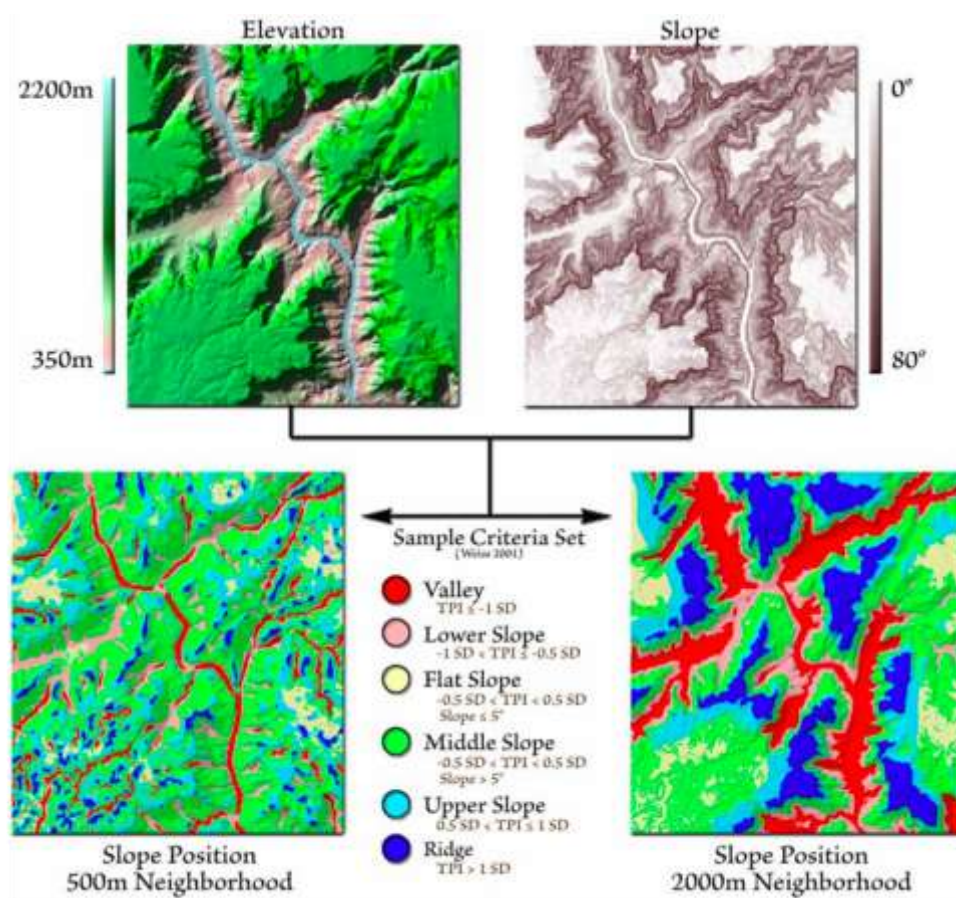 Elevation
Slope
2200m
350m
0°
80°
Sample Criteria Set
(Weiss 2001)
Valley
TPI ≤ -1 SD
Lower Slope
-1 SD < TPI ≤ -0.5 SD
Flat Slope
-0.5 SD < TPI < 0.5 SD
Slope ≤ 5°
Middle Slope
-0.5 SD < TPI < 0.5 SD
Slope > 5°
Upper Slope
0.5 SD < TPI ≤ 1 SD
Ridge
TPI > 1 SD
Slope Position
500m Neighborhood
Slope Position
2000m Neighborhood